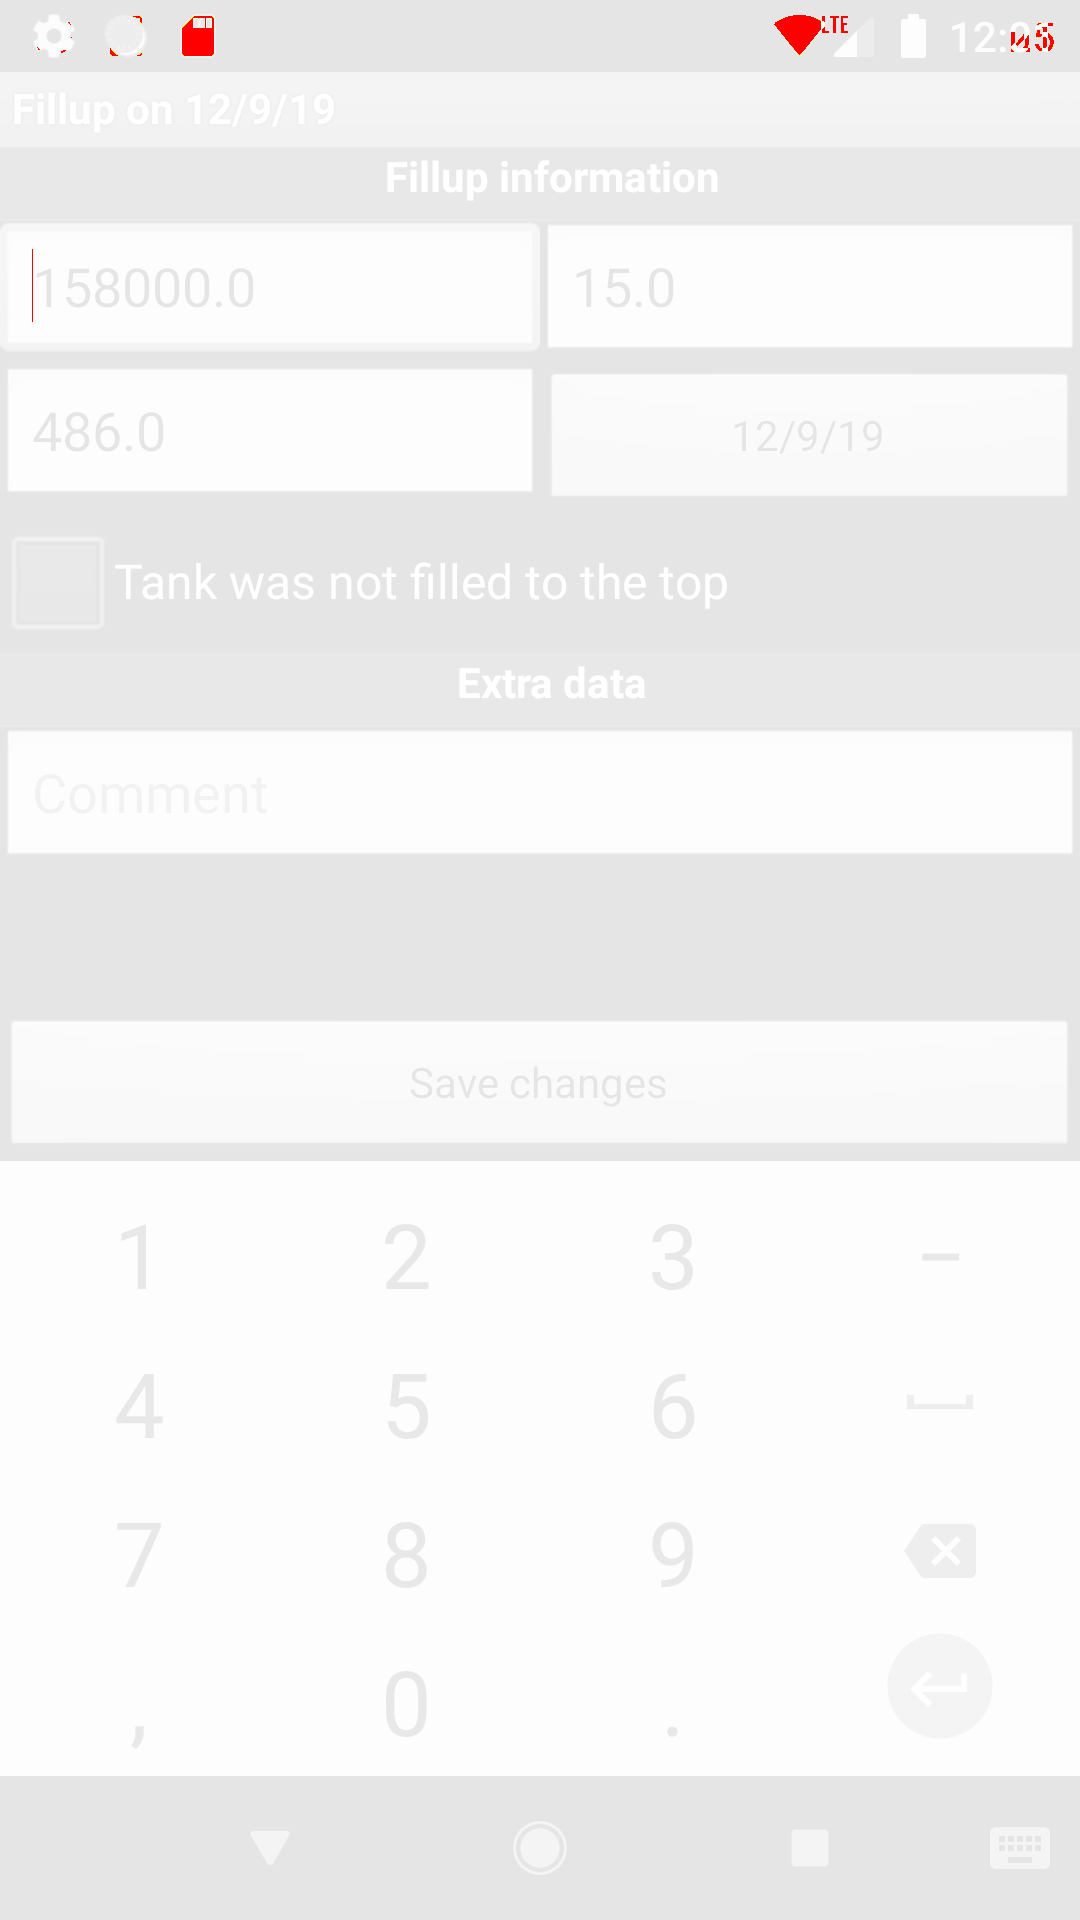 LTE
Fillup on 12/9/19
Fillup information
158000.0 15.0
486.0 12/9/19
Tank was not filled to the top
Extra data
Comment
Save changes
1 2 3 –
4 5 6
7 8 9
, 0 .